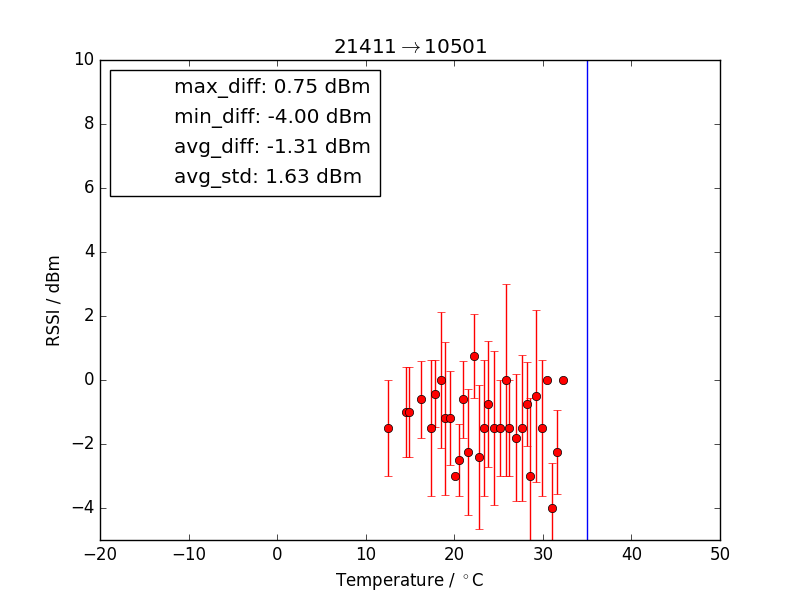 21411→10501
max_diff: 0.75 dBm
min_diff: -4.00 dBm
avg_diff: -1.31 dBm
avg_std: 1.63 dBm
10
8
6
4
2
0
−2
−4
RSSI / dBm
−20 −10 0 10 20 30 40 50
Temperature / °C